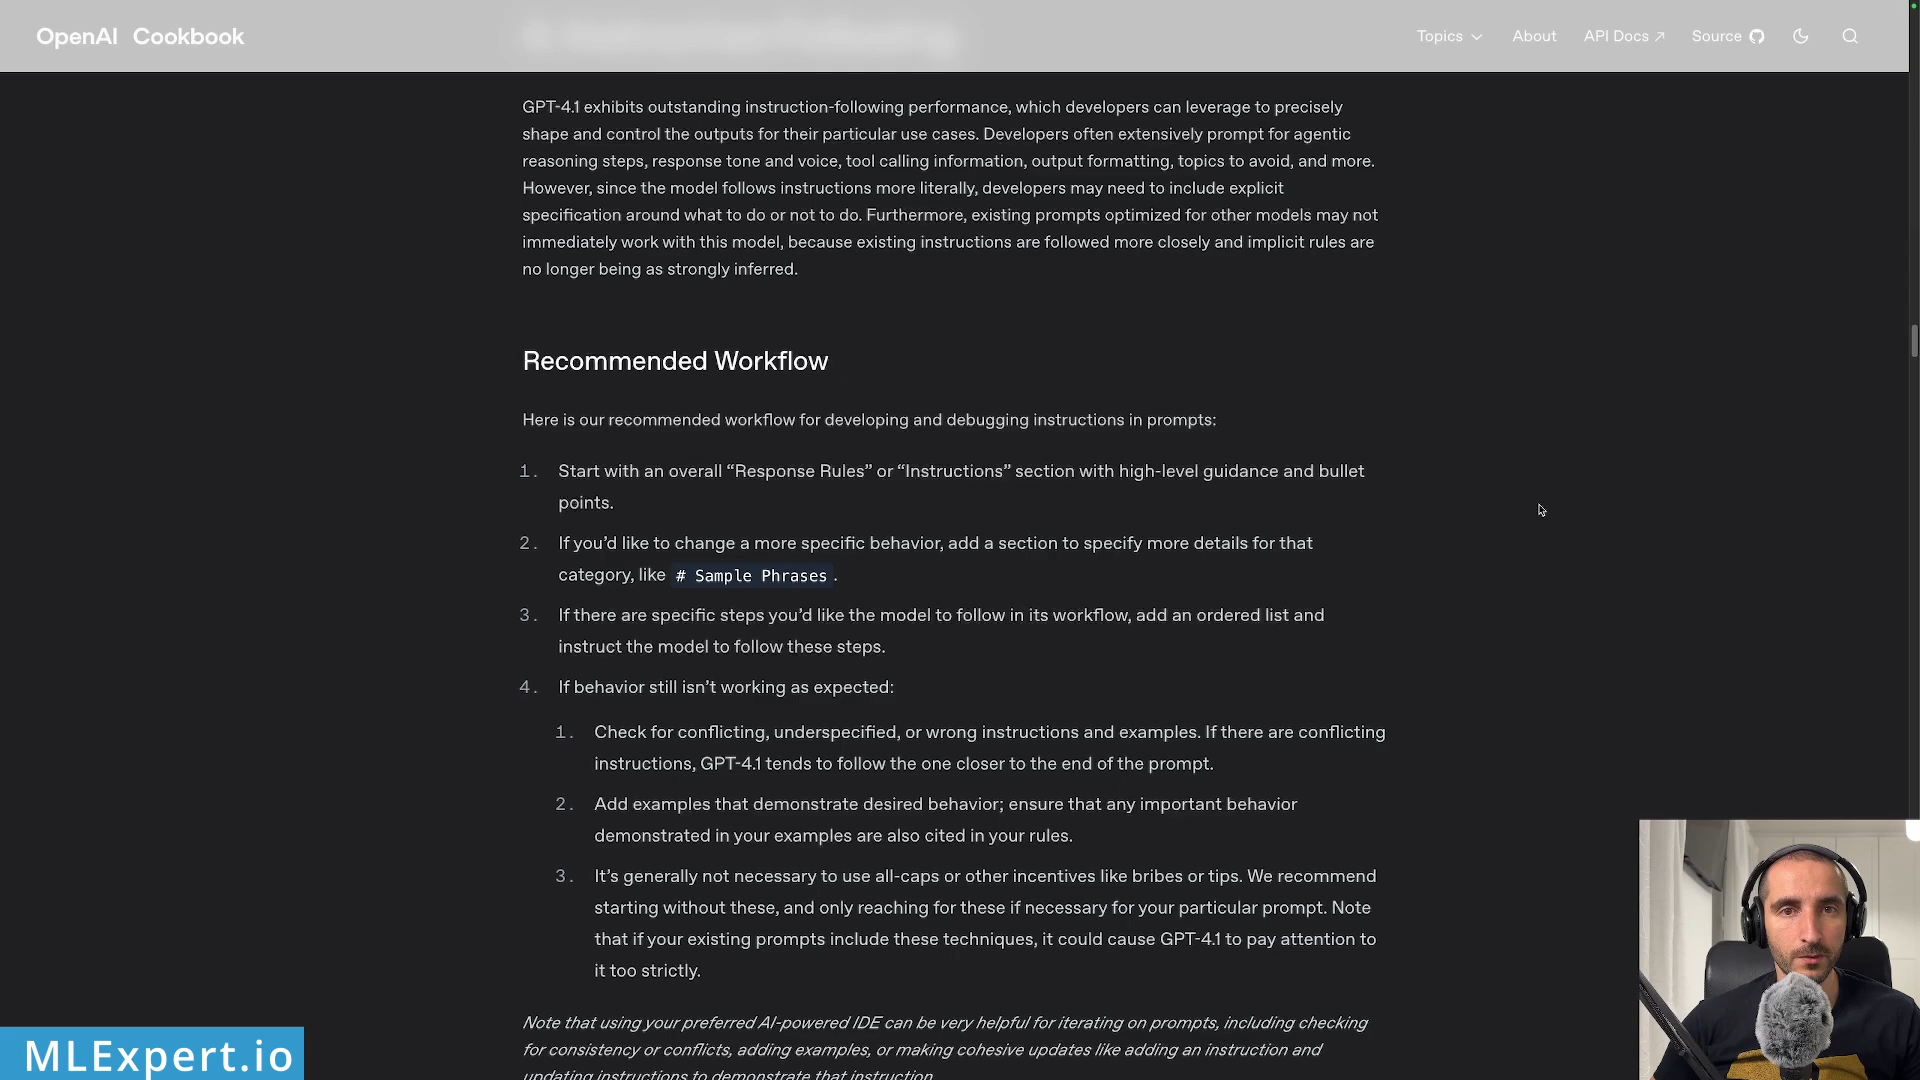 OpenAI Cookbook
Topics
About
API Docs
Source
GPT-4.1 exhibits outstanding instruction-following performance, which developers can leverage to precisely
shape and control the outputs for their particular use cases. Developers often extensively prompt for agentic
reasoning steps, response tone and voice, tool calling information, output formatting, topics to avoid, and more.
However, since the model follows instructions more literally, developers may need to include explicit
specification around what to do or not to do. Furthermore, existing prompts optimized for other models may not
immediately work with this model, because existing instructions are followed more closely and implicit rules are
no longer being as strongly inferred.
Recommended Workflow
Here is our recommended workflow for developing and debugging instructions in prompts:
1. Start with an overall “Response Rules” or “Instructions” section with high-level guidance and bullet
points.
2. If you’d like to change a more specific behavior, add a section to specify more details for that
category, like # Sample Phrases.
3. If there are specific steps you’d like the model to follow in its workflow, add an ordered list and
instruct the model to follow these steps.
4. If behavior still isn’t working as expected:
1. Check for conflicting, underspecified, or wrong instructions and examples. If there are conflicting
instructions, GPT-4.1 tends to follow the one closer to the end of the prompt.
2. Add examples that demonstrate desired behavior; ensure that any important behavior
demonstrated in your examples are also cited in your rules.
3. It’s generally not necessary to use all-caps or other incentives like bribes or tips. We recommend
starting without these, and only reaching for these if necessary for your particular prompt. Note
that if your existing prompts include these techniques, it could cause GPT-4.1 to pay attention to
it too strictly.
Note that using your preferred AI-powered IDE can be very helpful for iterating on prompts, including checking
for consistency or conflicts, adding examples, or making cohesive updates like adding an instruction and
updating instructions to demonstrate that instruction.
MLExpert.io